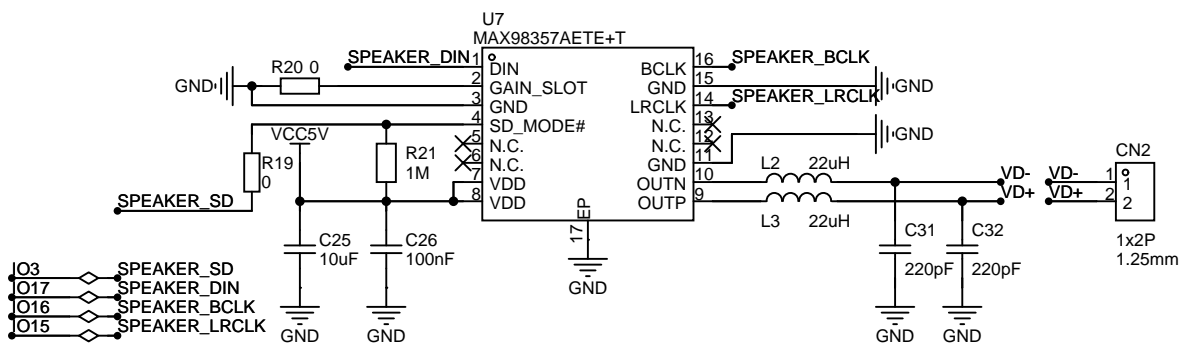 U7
MAX98357AETE+T
SPEAKER_DIN 1 DIN BCLK 16 SPEAKER_BCLK
R20 0
GND 2 GAIN_SLOT GND 15 GND
3 GND LRCLK 14 SPEAKER_LRCLK
4 SD_MODE# N.C. 13
VCC5V 5 N.C. N.C. 12 GND
R19 R21 6 N.C. GND 11 CN2
0 1M L2 22uH
7 VDD OUTN 10 VD- VD- 1 1
SPEAKER_SD 8 VDD OUTP 9 VD+ VD+ 2 2
EP L3 22uH
17
C25 C26 C31 C32 1x2P
10uF 100nF 220pF 220pF 1.25mm
GND
IO3 SPEAKER_SD
IO17 SPEAKER_DIN
IO16 SPEAKER_BCLK
IO15 SPEAKER_LRCLK
GND GND GND GND